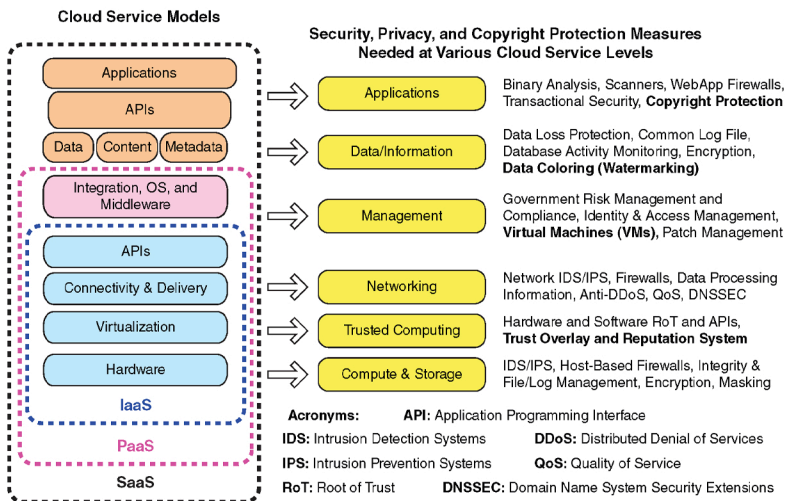 Cloud Service Models
Applications
APIs
Data
Content
Metadata
Integration, OS, and
Middleware
APIs
Connectivity & Delivery
Virtualization
Hardware
IaaS
PaaS
SaaS
Security, Privacy, and Copyright Protection Measures
Needed at Various Cloud Service Levels
Applications
Binary Analysis, Scanners, WebApp Firewalls,
Transactional Security, Copyright Protection
Data/Information
Data Loss Protection, Common Log File,
Database Activity Monitoring, Encryption,
Data Coloring (Watermarking)
Management
Government Risk Management and
Compliance, Identity & Access Management,
Virtual Machines (VMs), Patch Management
Networking
Network IDS/IPS, Firewalls, Data Processing
Information, Anti-DDoS, QoS, DNSSEC
Trusted Computing
Hardware and Software RoT and APIs,
Trust Overlay and Reputation System
Compute & Storage
IDS/IPS, Host-Based Firewalls, Integrity &
File/Log Management, Encryption, Masking
Acronyms: API: Application Programming Interface
IDS: Intrusion Detection Systems DDoS: Distributed Denial of Services
IPS: Intrusion Prevention Systems QoS: Quality of Service
RoT: Root of Trust DNSSEC: Domain Name System Security Extensions